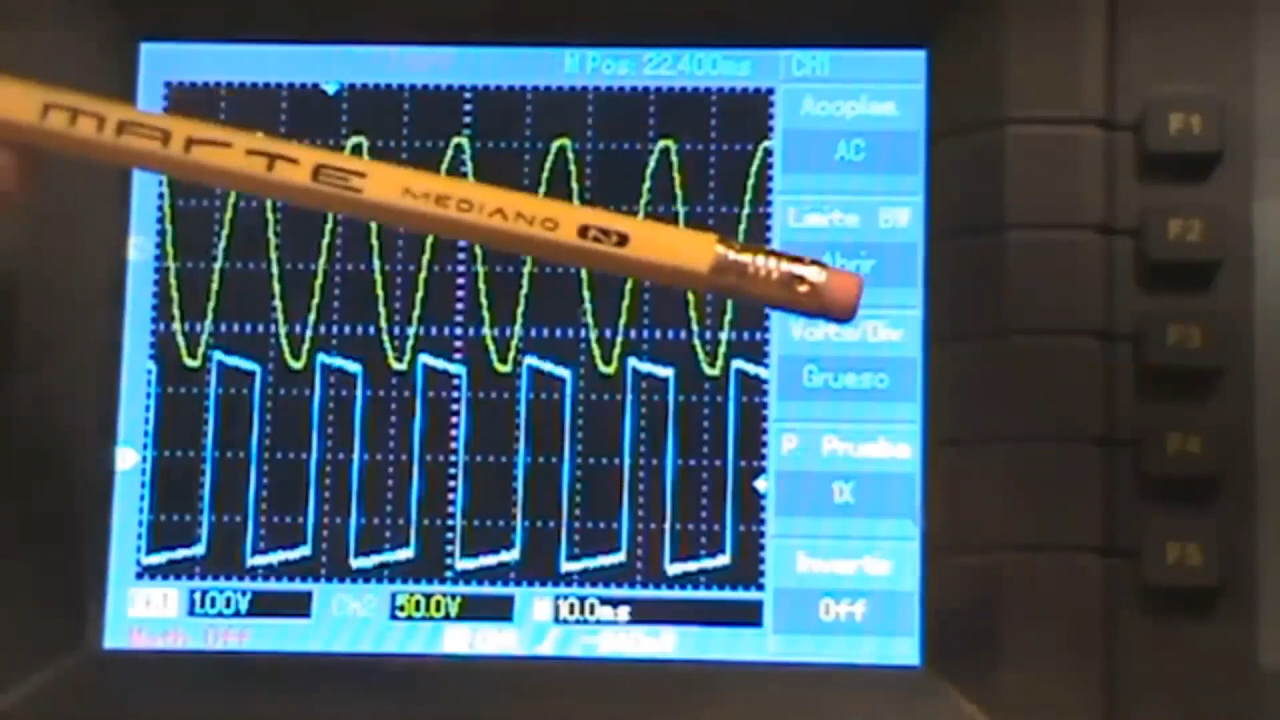 M Pos: 22.400ms
CH1
Acoplam.
AC
Limite BW
Abrir
Volts/Div
Grueso
P. Prueba
1X
Invertir
Off
MARTE MEDIANO N
CH1 1.00V CH2 50.0V M 10.0ms
Math Off
F1
F2
F3
F4
F5